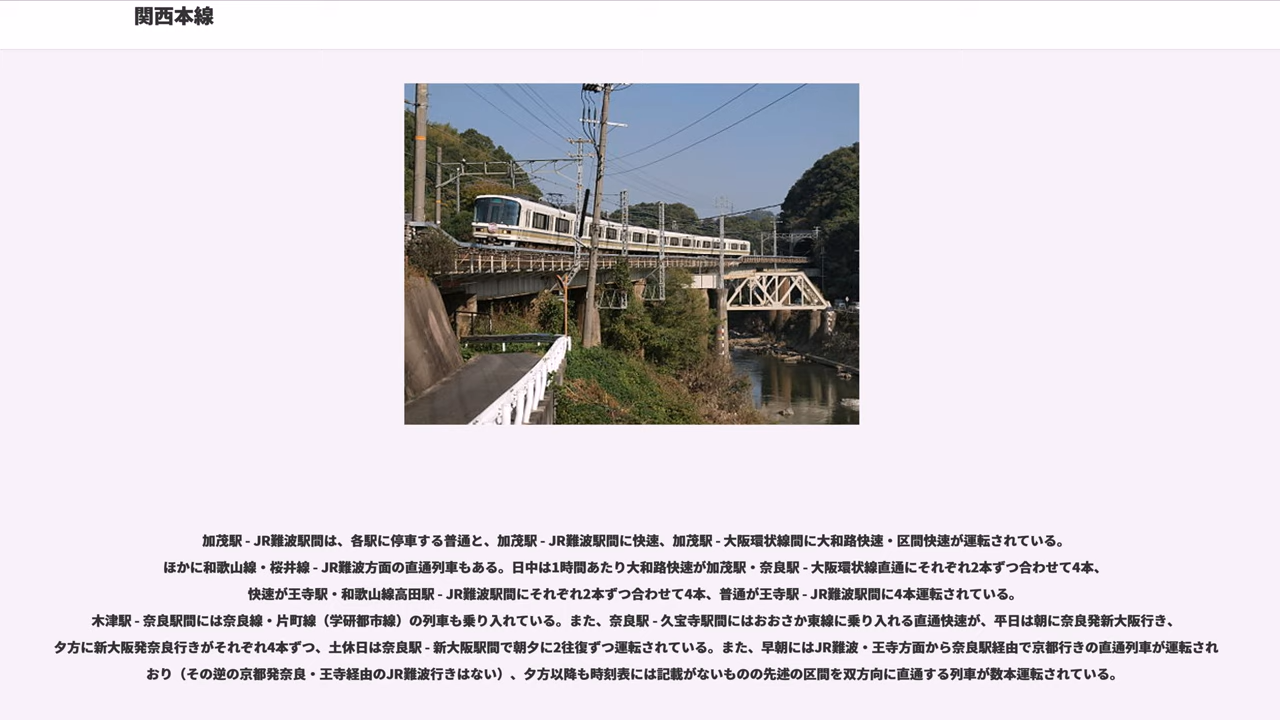 関西本線
加茂駅 - JR難波駅間は、各駅に停車する普通と、加茂駅 - JR難波駅間に快速、加茂駅 - 大阪環状線間に大和路快速・区間快速が運転されている。
ほかに和歌山線・桜井線 - JR難波方面の直通列車もある。日中は1時間あたり大和路快速が加茂駅・奈良駅 - 大阪環状線直通にそれぞれ2本ずつ合わせて4本、
快速が王寺駅・和歌山線高田駅 - JR難波駅間にそれぞれ2本ずつ合わせて4本、普通が王寺駅 - JR難波駅間に4本運転されている。
木津駅 - 奈良駅間には奈良線・片町線（学研都市線）の列車も乗り入れている。また、奈良駅 - 久宝寺駅間にはおおさか東線に乗り入れる直通快速が、平日は朝に奈良発新大阪行き、
夕方に新大阪発奈良行きがそれぞれ4本ずつ、土休日は奈良駅 - 新大阪駅間で朝夕に2往復ずつ運転されている。また、早朝にはJR難波・王寺方面から奈良駅経由で京都行きの直通列車が運転され
おり（その逆の京都発奈良・王寺経由のJR難波行きはない）、夕方以降も時刻表には記載がないものの先述の区間を双方向に直通する列車が数本運転されている。